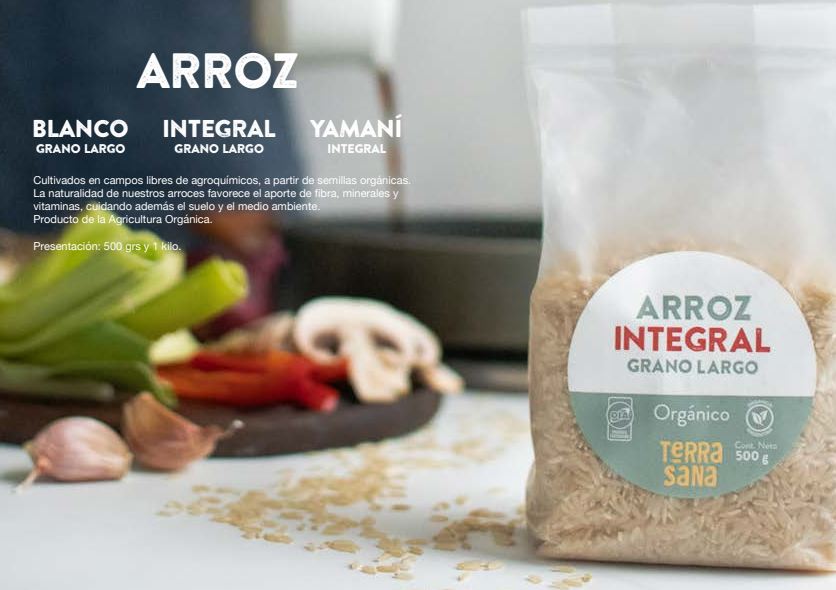 ARROZ
BLANCO
GRANO LARGO
INTEGRAL
GRANO LARGO
YAMANÍ
INTEGRAL
Cultivados en campos libres de agroquímicos, a partir de semillas orgánicas.
La naturalidad de nuestros arroces favorece el aporte de fibra, minerales y
vitaminas, cuidando además el suelo y el medio ambiente.
Producto de la Agricultura Orgánica.
Presentación: 500 grs y 1 kilo.
ARROZ
INTEGRAL
GRANO LARGO
Orgánico
TERRA
SANA
Cont. Neto
500 g